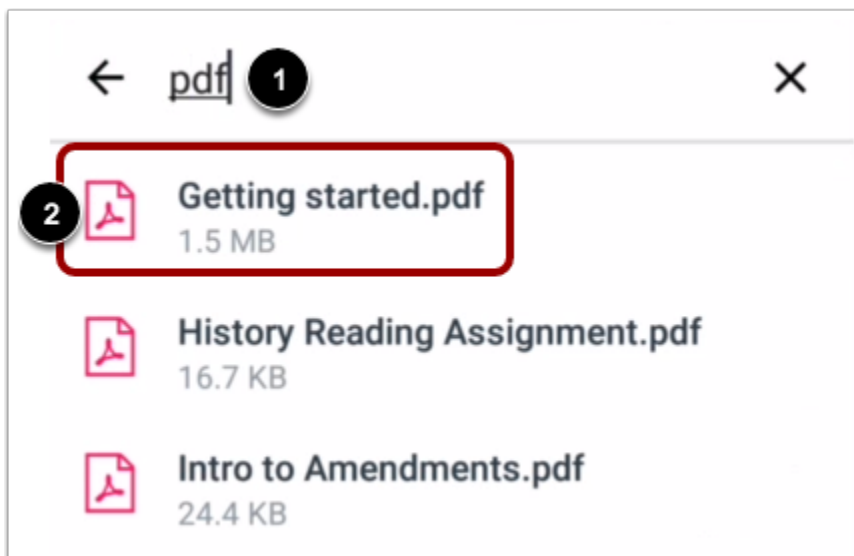 pdf 1
2 Getting started.pdf
1.5 MB
History Reading Assignment.pdf
16.7 KB
Intro to Amendments.pdf
24.4 KB